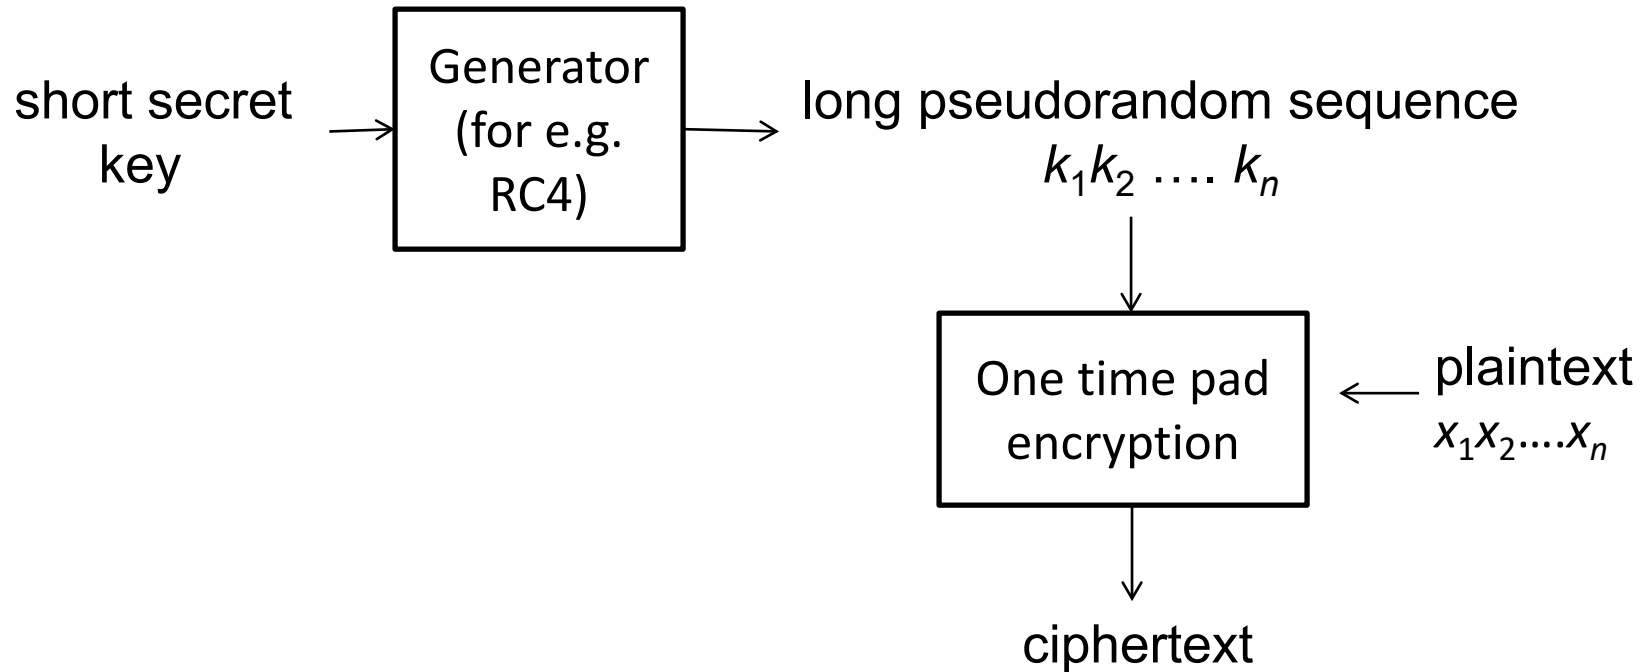 short secret
key
Generator
(for e.g.
RC4)
long pseudorandom sequence
k₁k₂ .... kₙ
One time pad
encryption
plaintext
x₁x₂....xₙ
ciphertext